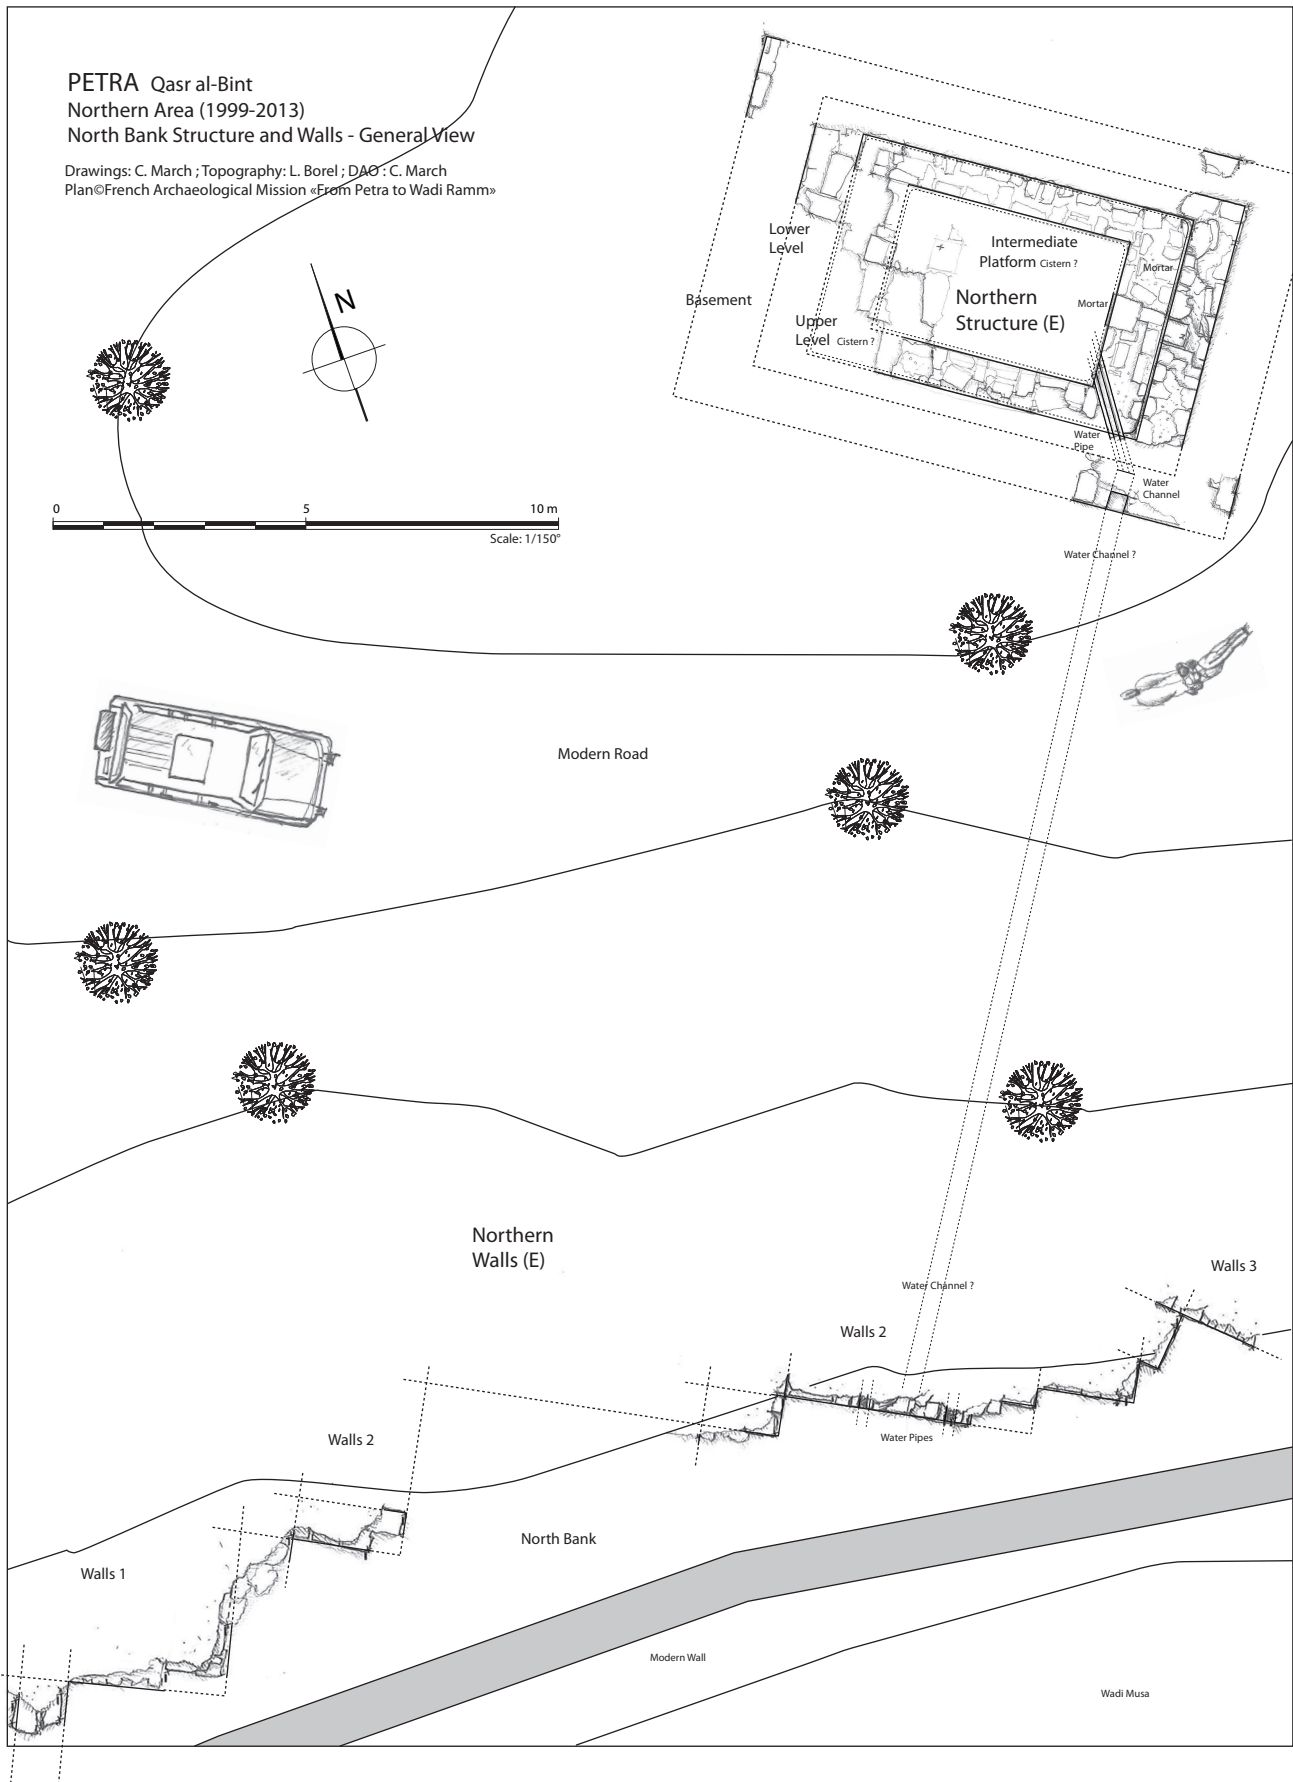 PETRA Qasr al-Bint
Northern Area (1999-2013)
North Bank Structure and Walls - General View
Drawings: C. March ; Topography: L. Borel ; DAO : C. March
Plan©French Archaeological Mission «From Petra to Wadi Ramm»
N
Lower
Level
Basement
Upper
Level Cistern ?
Intermediate
Platform Cistern ?
Mortar
Mortar
Northern
Structure (E)
Water
Pipe
Water
Channel
Water Channel ?
0 5 10 m
Scale: 1/150°
Modern Road
Northern
Walls (E)
Walls 3
Water Channel ?
Walls 2
Water Pipes
Walls 2
North Bank
Walls 1
Modern Wall
Wadi Musa